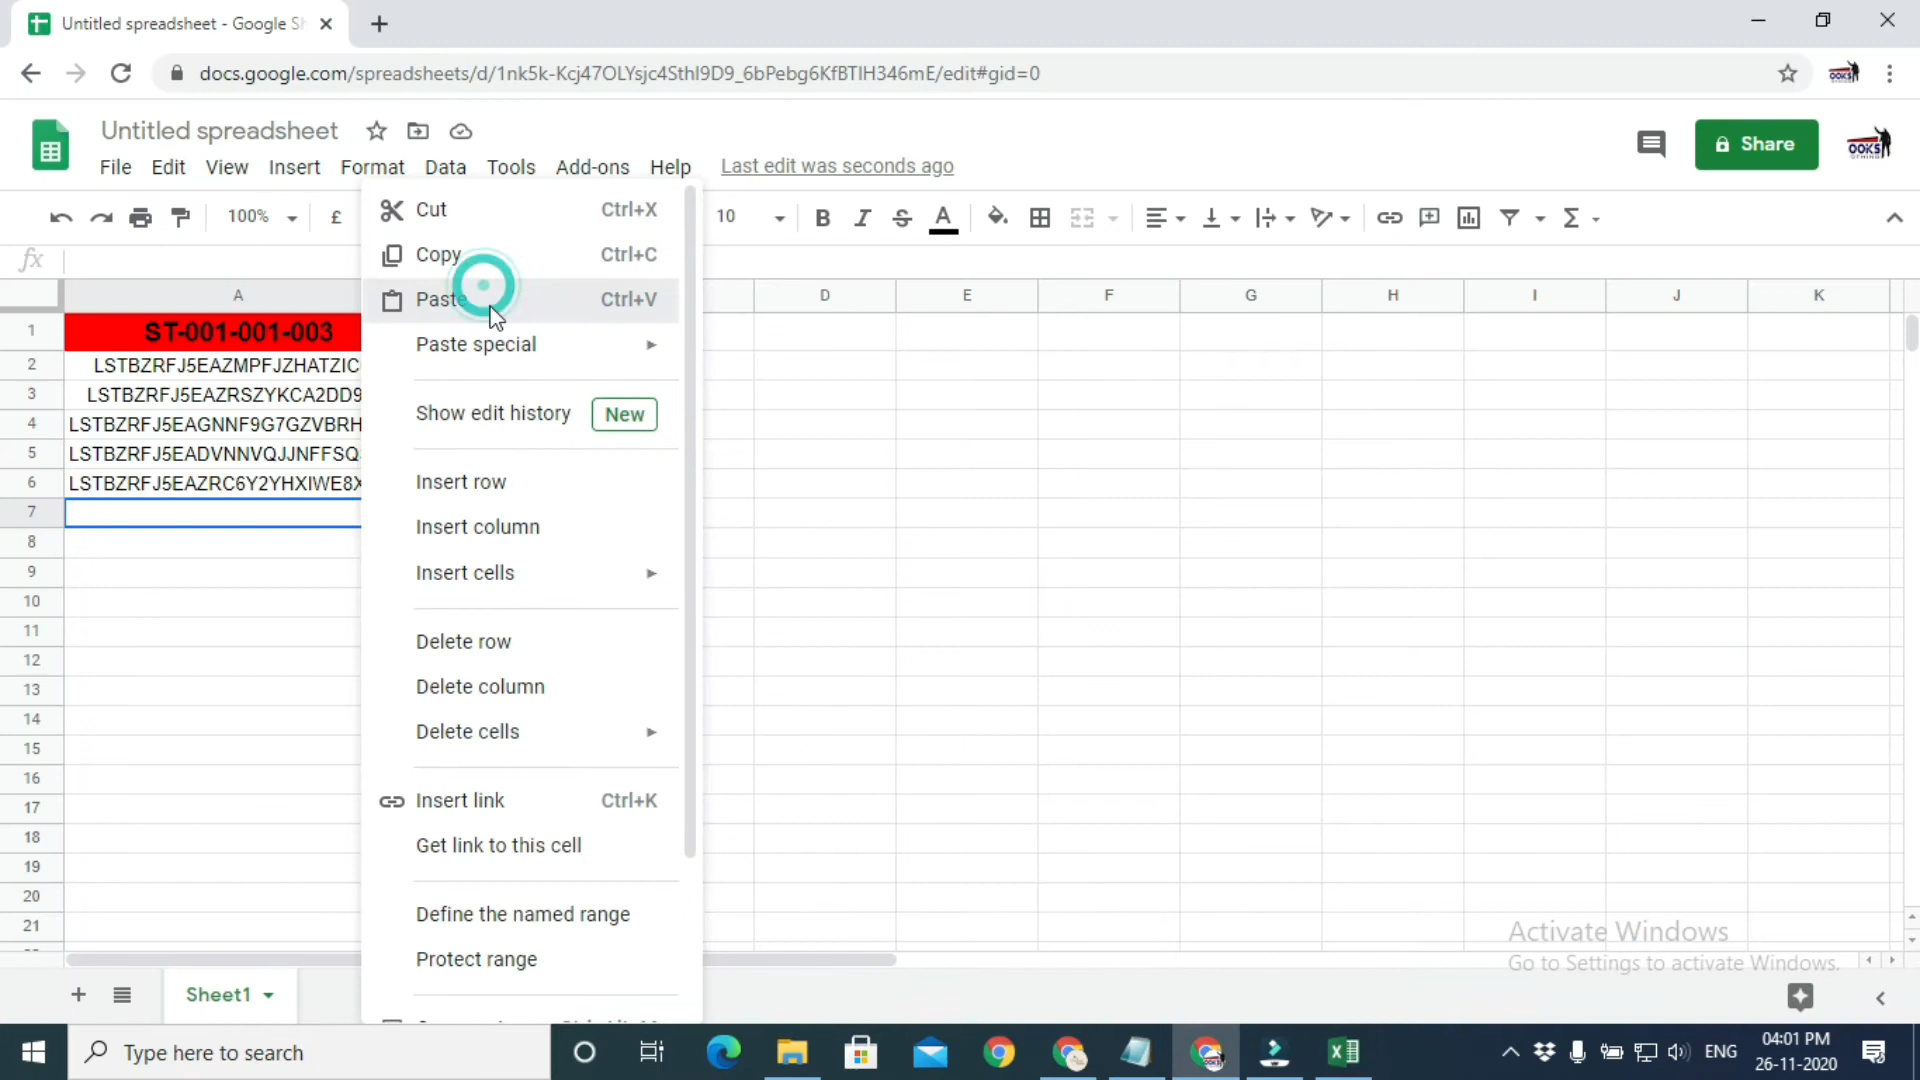 Untitled spreadsheet - Google Sh
docs.google.com/spreadsheets/d/1nk5k-Kcj47OLYsjc4SthI9D9_6bPebg6KfBTIH346mE/edit#gid=0
Untitled spreadsheet
File Edit View Insert Format Data Tools Add-ons Help Last edit was seconds ago
Share
100% £ 10 B I S A
fx
A D E F G H I J K
Cut Ctrl+X
Copy Ctrl+C
Paste Ctrl+V
Paste special
Show edit history New
Insert row
Insert column
Insert cells
Delete row
Delete column
Delete cells
Insert link Ctrl+K
Get link to this cell
Define the named range
Protect range
1 ST-001-001-003
2 LSTBZRFJ5EAZMPFJZHATZIC
3 LSTBZRFJ5EAZRSZYKCA2DD9
4 LSTBZRFJ5EAGNNF9G7GZVBRH
5 LSTBZRFJ5EADVNNVQJJNFFSQ
6 LSTBZRFJ5EAZRC6Y2YHXIWE8X
7
8
9
10
11
12
13
14
15
16
17
18
19
20
21
Activate Windows
Go to Settings to activate Windows.
Sheet1
Type here to search
ENG
04:01 PM
26-11-2020